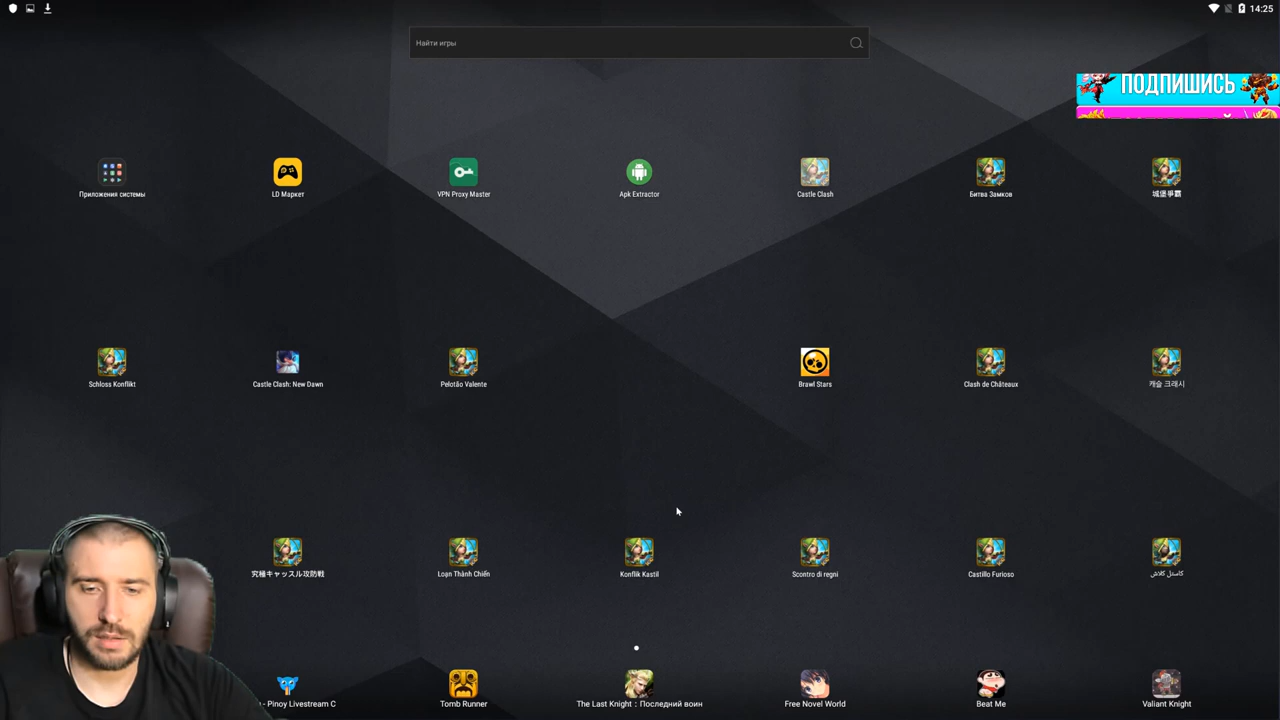 14:25
Найти игры
ПОДПИШИСЬ
Приложения системы
LD Маркет
VPN Proxy Master
Apk Extractor
Castle Clash
Битва Замков
城堡爭霸
Schloss Konflikt
Castle Clash: New Dawn
Pelotão Valente
Brawl Stars
Clash de Châteaux
캐슬 크래시
究極キャッスル攻防戦
Loạn Thành Chiến
Konflik Kastil
Scontro di regni
Castillo Furioso
كاسل كلاش
- Pinoy Livestream C
Tomb Runner
The Last Knight : Последний воин
Free Novel World
Beat Me
Valiant Knight